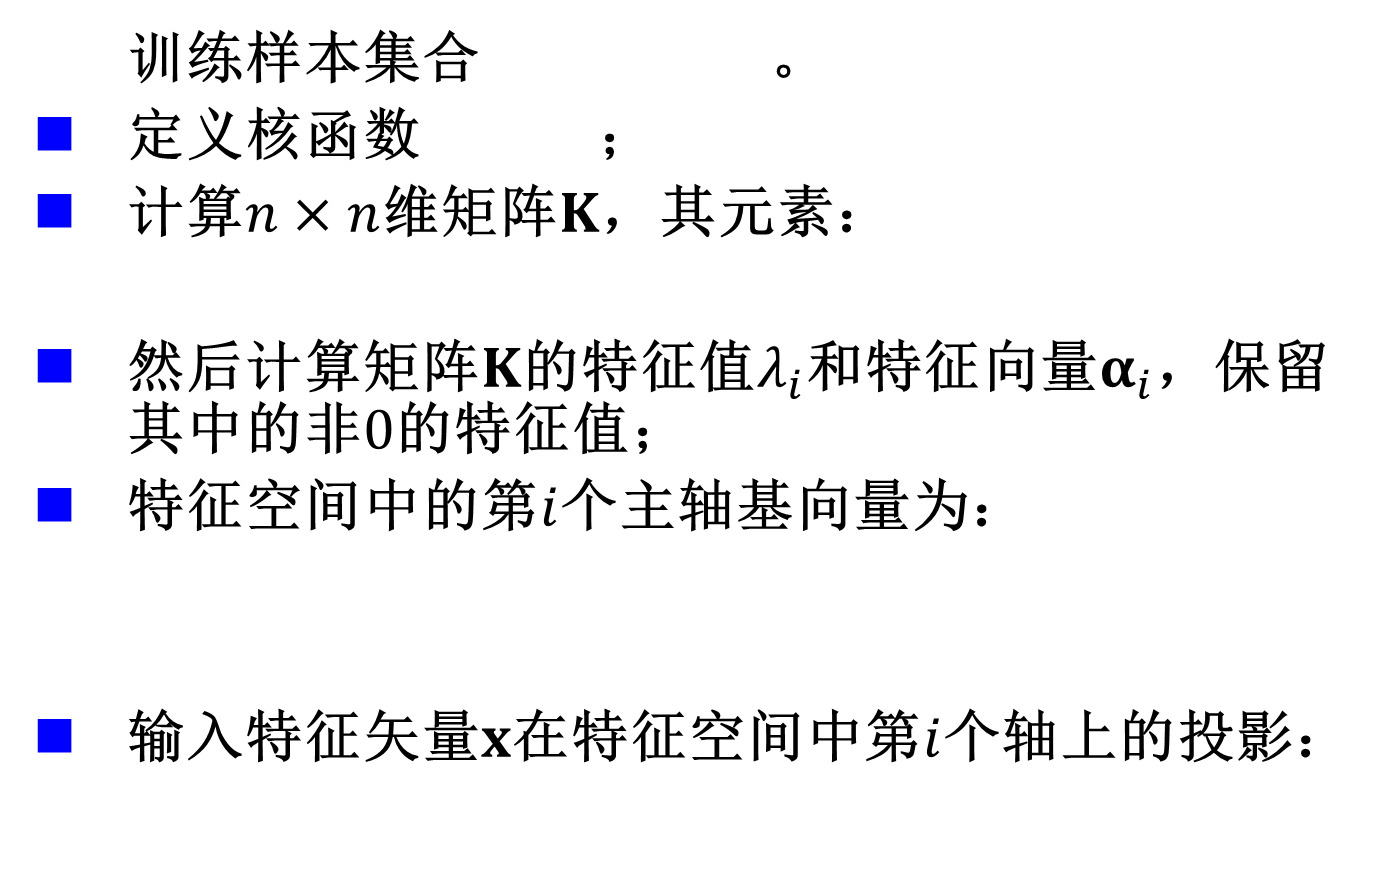 训练样本集合 。
定义核函数 ；
计算n × n维矩阵K，其元素：
然后计算矩阵K的特征值λi和特征向量αi，保留
其中的非0的特征值；
特征空间中的第i个主轴基向量为：
输入特征矢量x在特征空间中第i个轴上的投影：